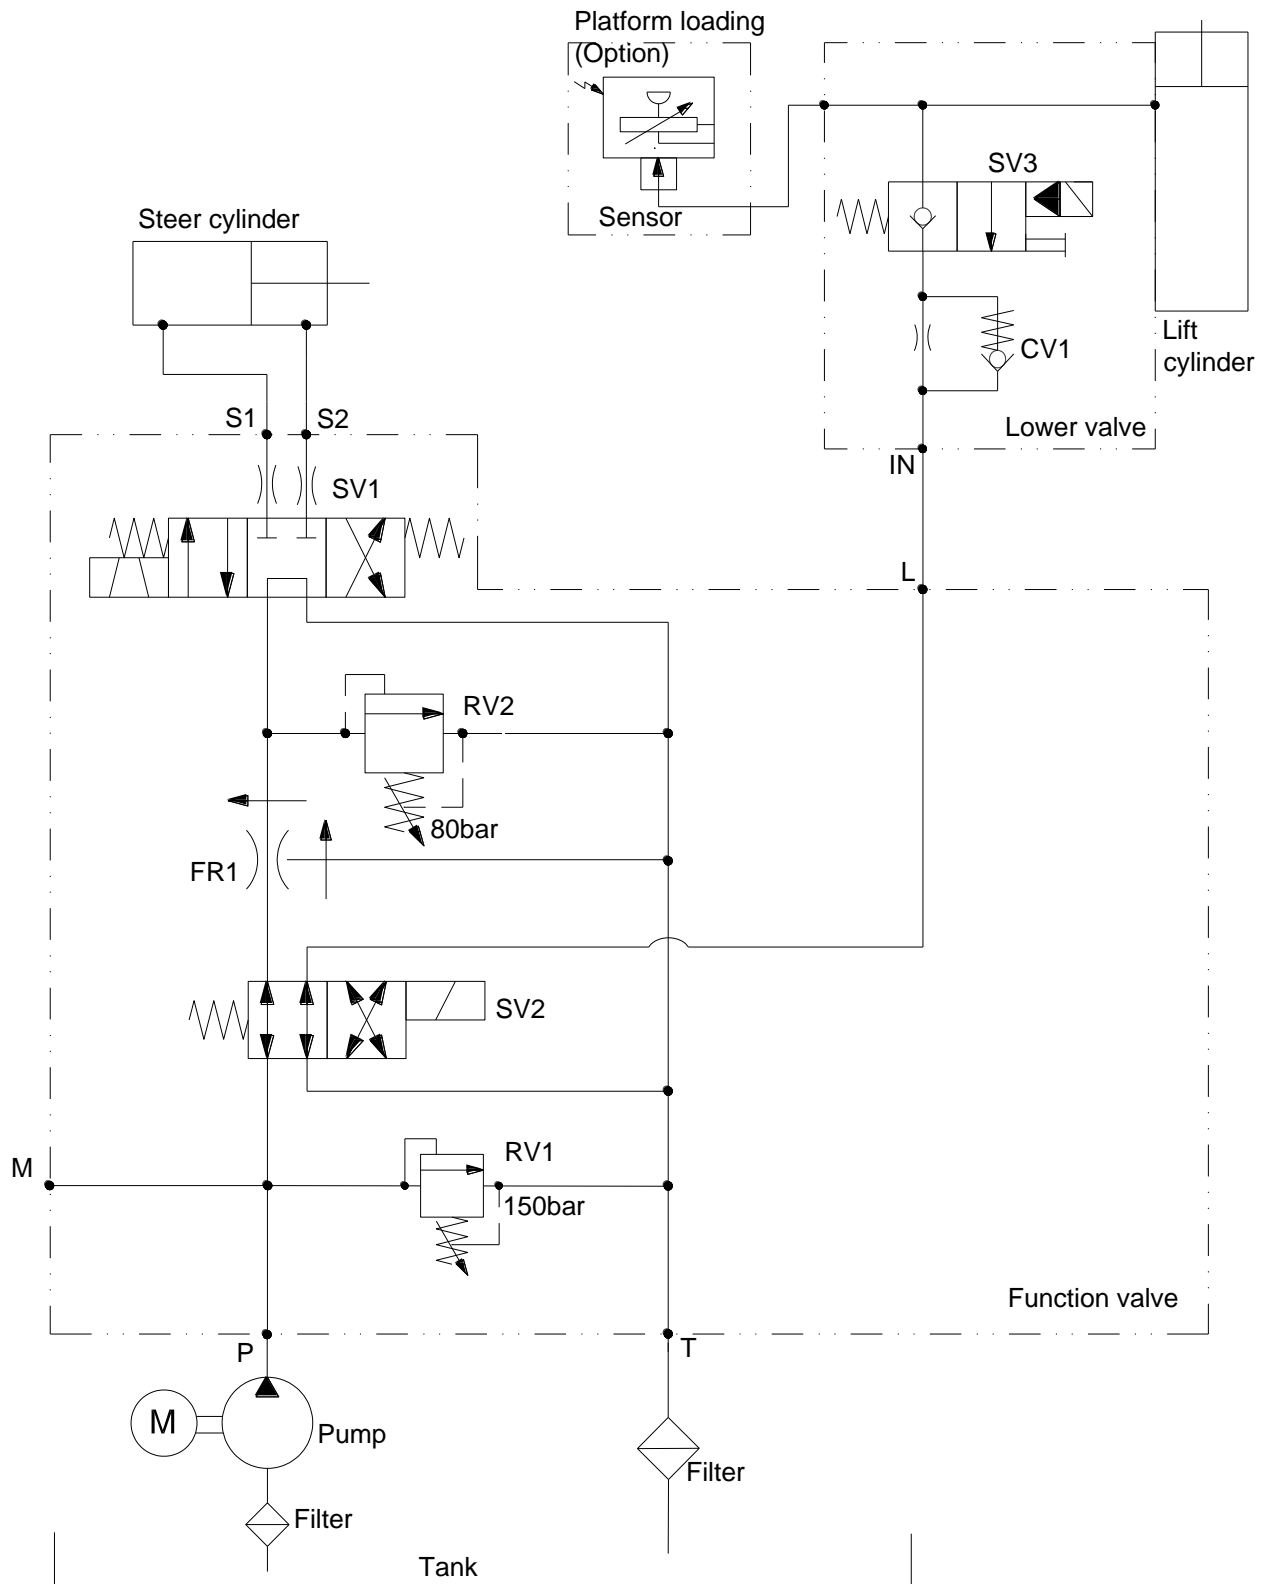 Platform loading
(Option)
SV3
Sensor
Steer cylinder
CV1
Lift
cylinder
S1
S2
Lower valve
IN
SV1
L
RV2
80bar
FR1
SV2
RV1
M
150bar
Function valve
P
T
M
Pump
Filter
Filter
Tank